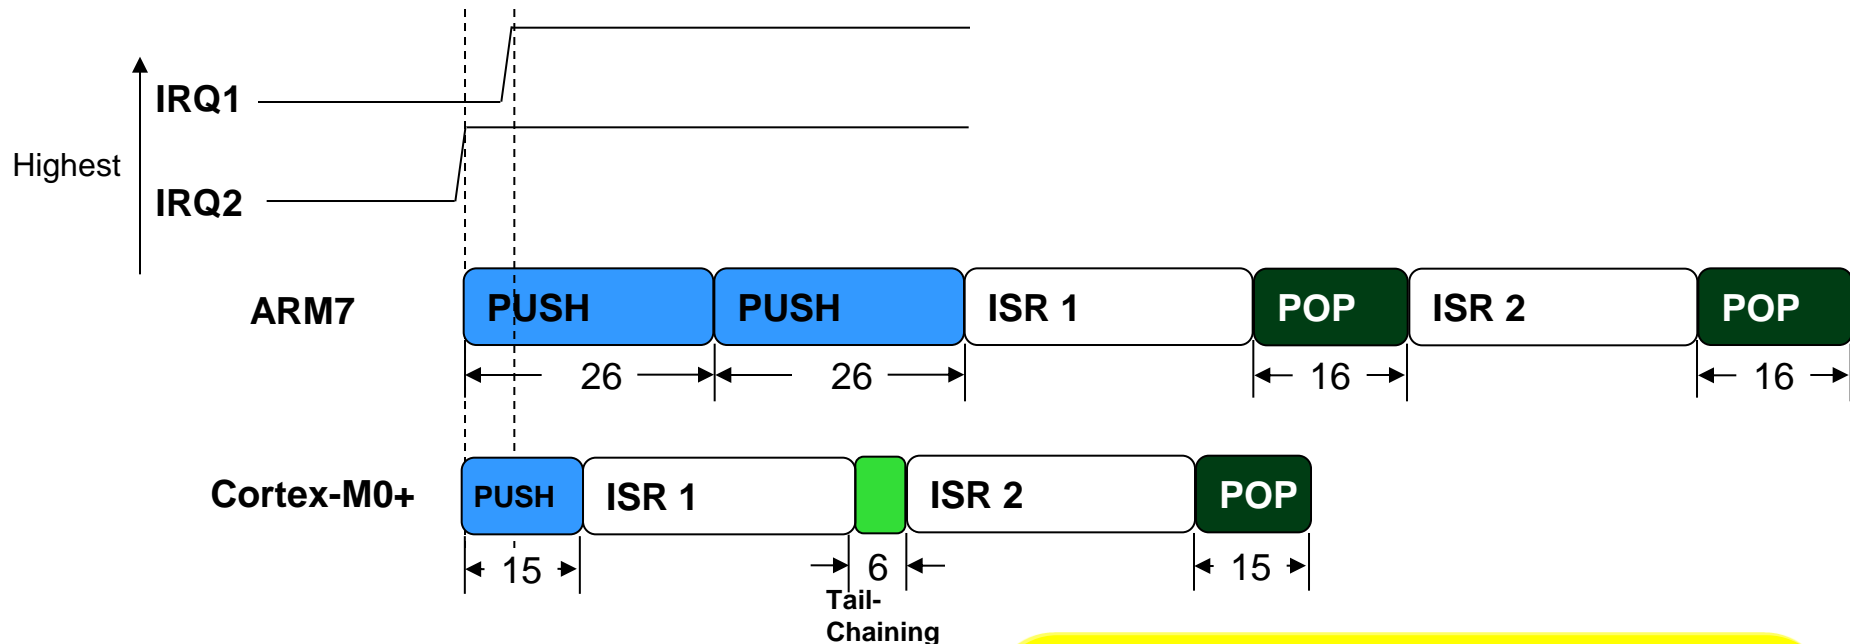 IRQ1
Highest
IRQ2
ARM7 PUSH PUSH ISR 1 POP ISR 2 POP
26 26 16 16
Cortex-M0+ PUSH ISR 1 ISR 2 POP
15 6 15
Tail-
Chaining